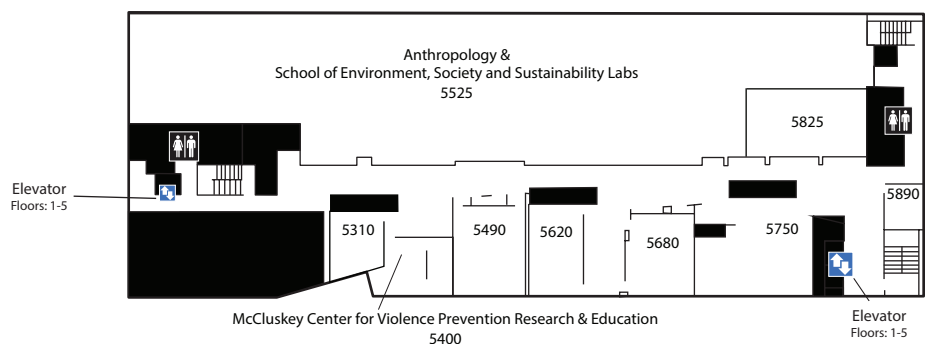 Anthropology &
School of Environment, Society and Sustainability Labs
5525
5825
Elevator
Floors: 1-5
5890
5310
5490
5620
5680
5750
McCluskey Center for Violence Prevention Research & Education
5400
Elevator
Floors: 1-5